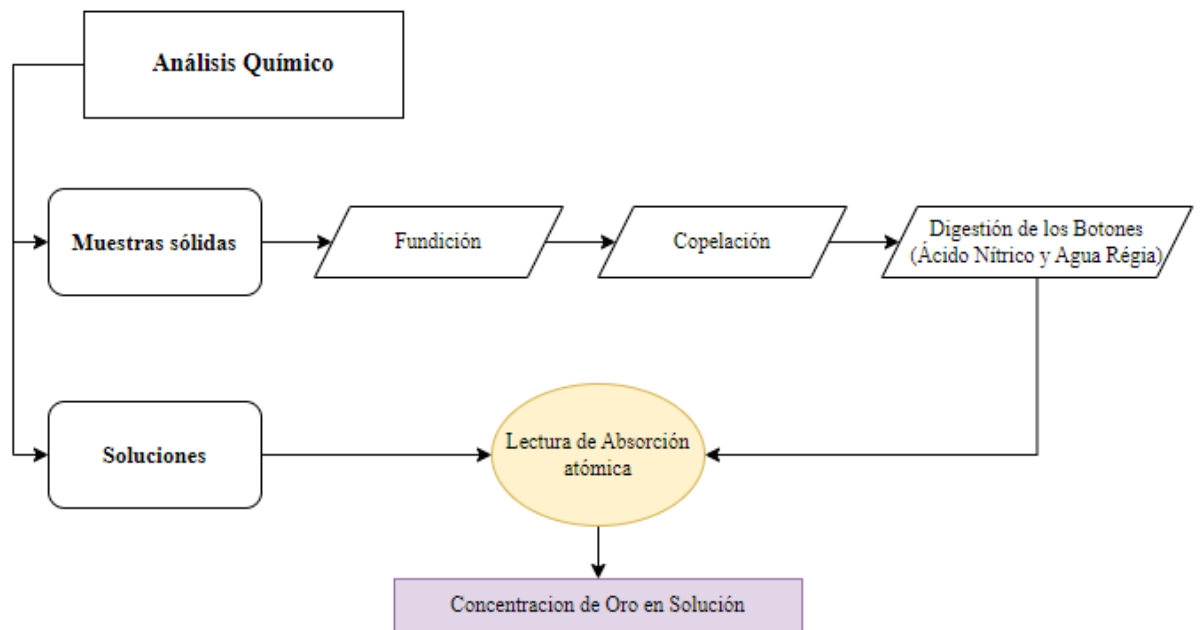 Análisis Químico
Muestras sólidas
Fundición
Copelación
Digestión de los Botones
(Ácido Nítrico y Agua Régia)
Soluciones
Lectura de Absorción
atómica
Concentracion de Oro en Solución